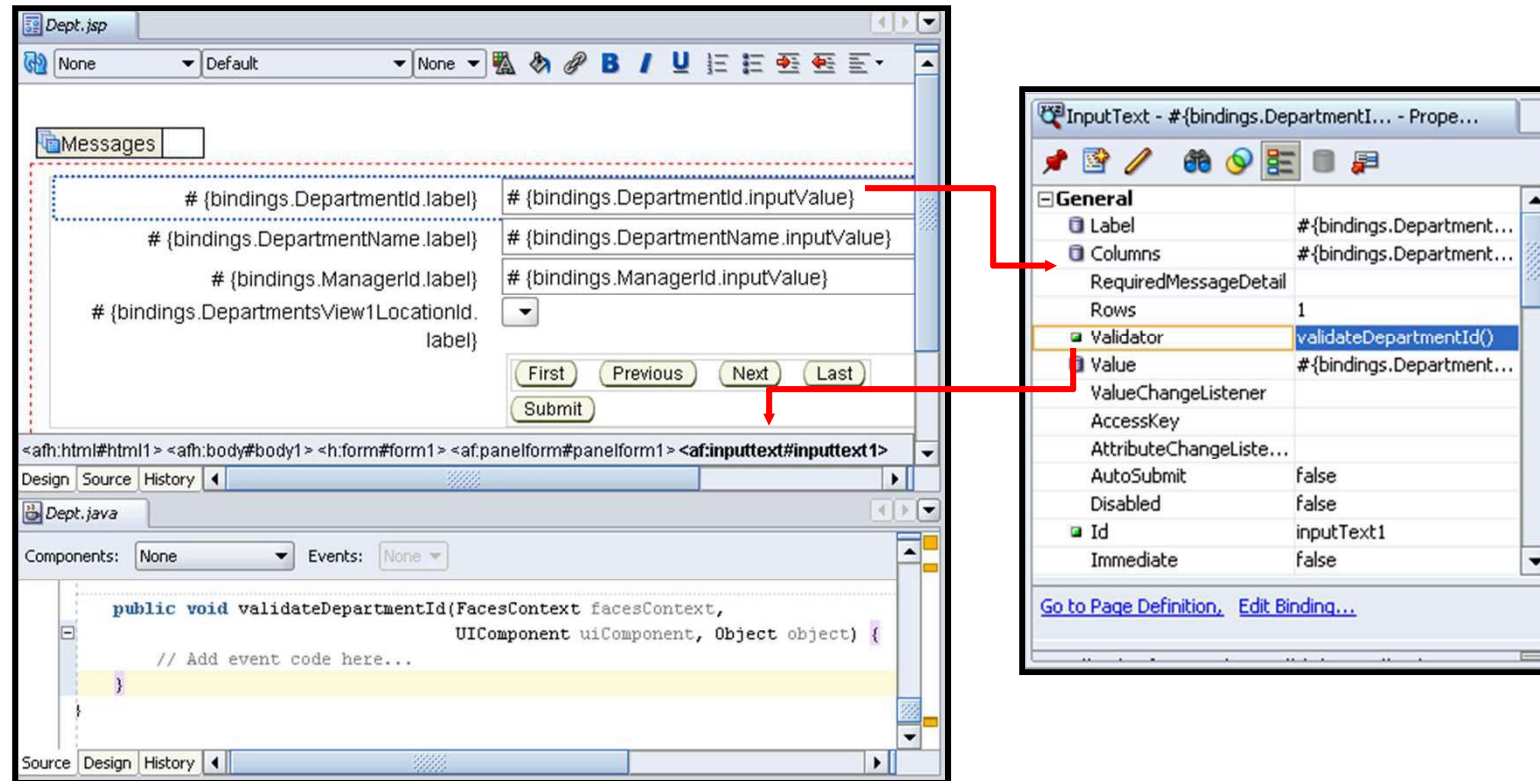 Dept.jsp
None Default None B I U
Messages
# {bindings.DepartmentId.label} # {bindings.DepartmentId.inputValue}
# {bindings.DepartmentName.label} # {bindings.DepartmentName.inputValue}
# {bindings.ManagerId.label} # {bindings.ManagerId.inputValue}
# {bindings.DepartmentsView1LocationId.
label}
First Previous Next Last
Submit
<afh:html#html1> <afh:body#body1> <h:form#form1> <af:panelform#panelform1> <af:inputtext#inputtext1>
Design Source History
Dept.java
Components: None Events: None
public void validateDepartmentId(FacesContext facesContext,
UIComponent uiComponent, Object object) {
// Add event code here...
}
}
Source Design History
InputText - #{bindings.DepartmentI... - Prope...
General
Label #{bindings.Department...
Columns #{bindings.Department...
RequiredMessageDetail
Rows 1
Validator validateDepartmentId()
Value #{bindings.Department...
ValueChangeListener
AccessKey
AttributeChangeListe...
AutoSubmit false
Disabled false
Id inputText1
Immediate false
Go to Page Definition, Edit Binding...